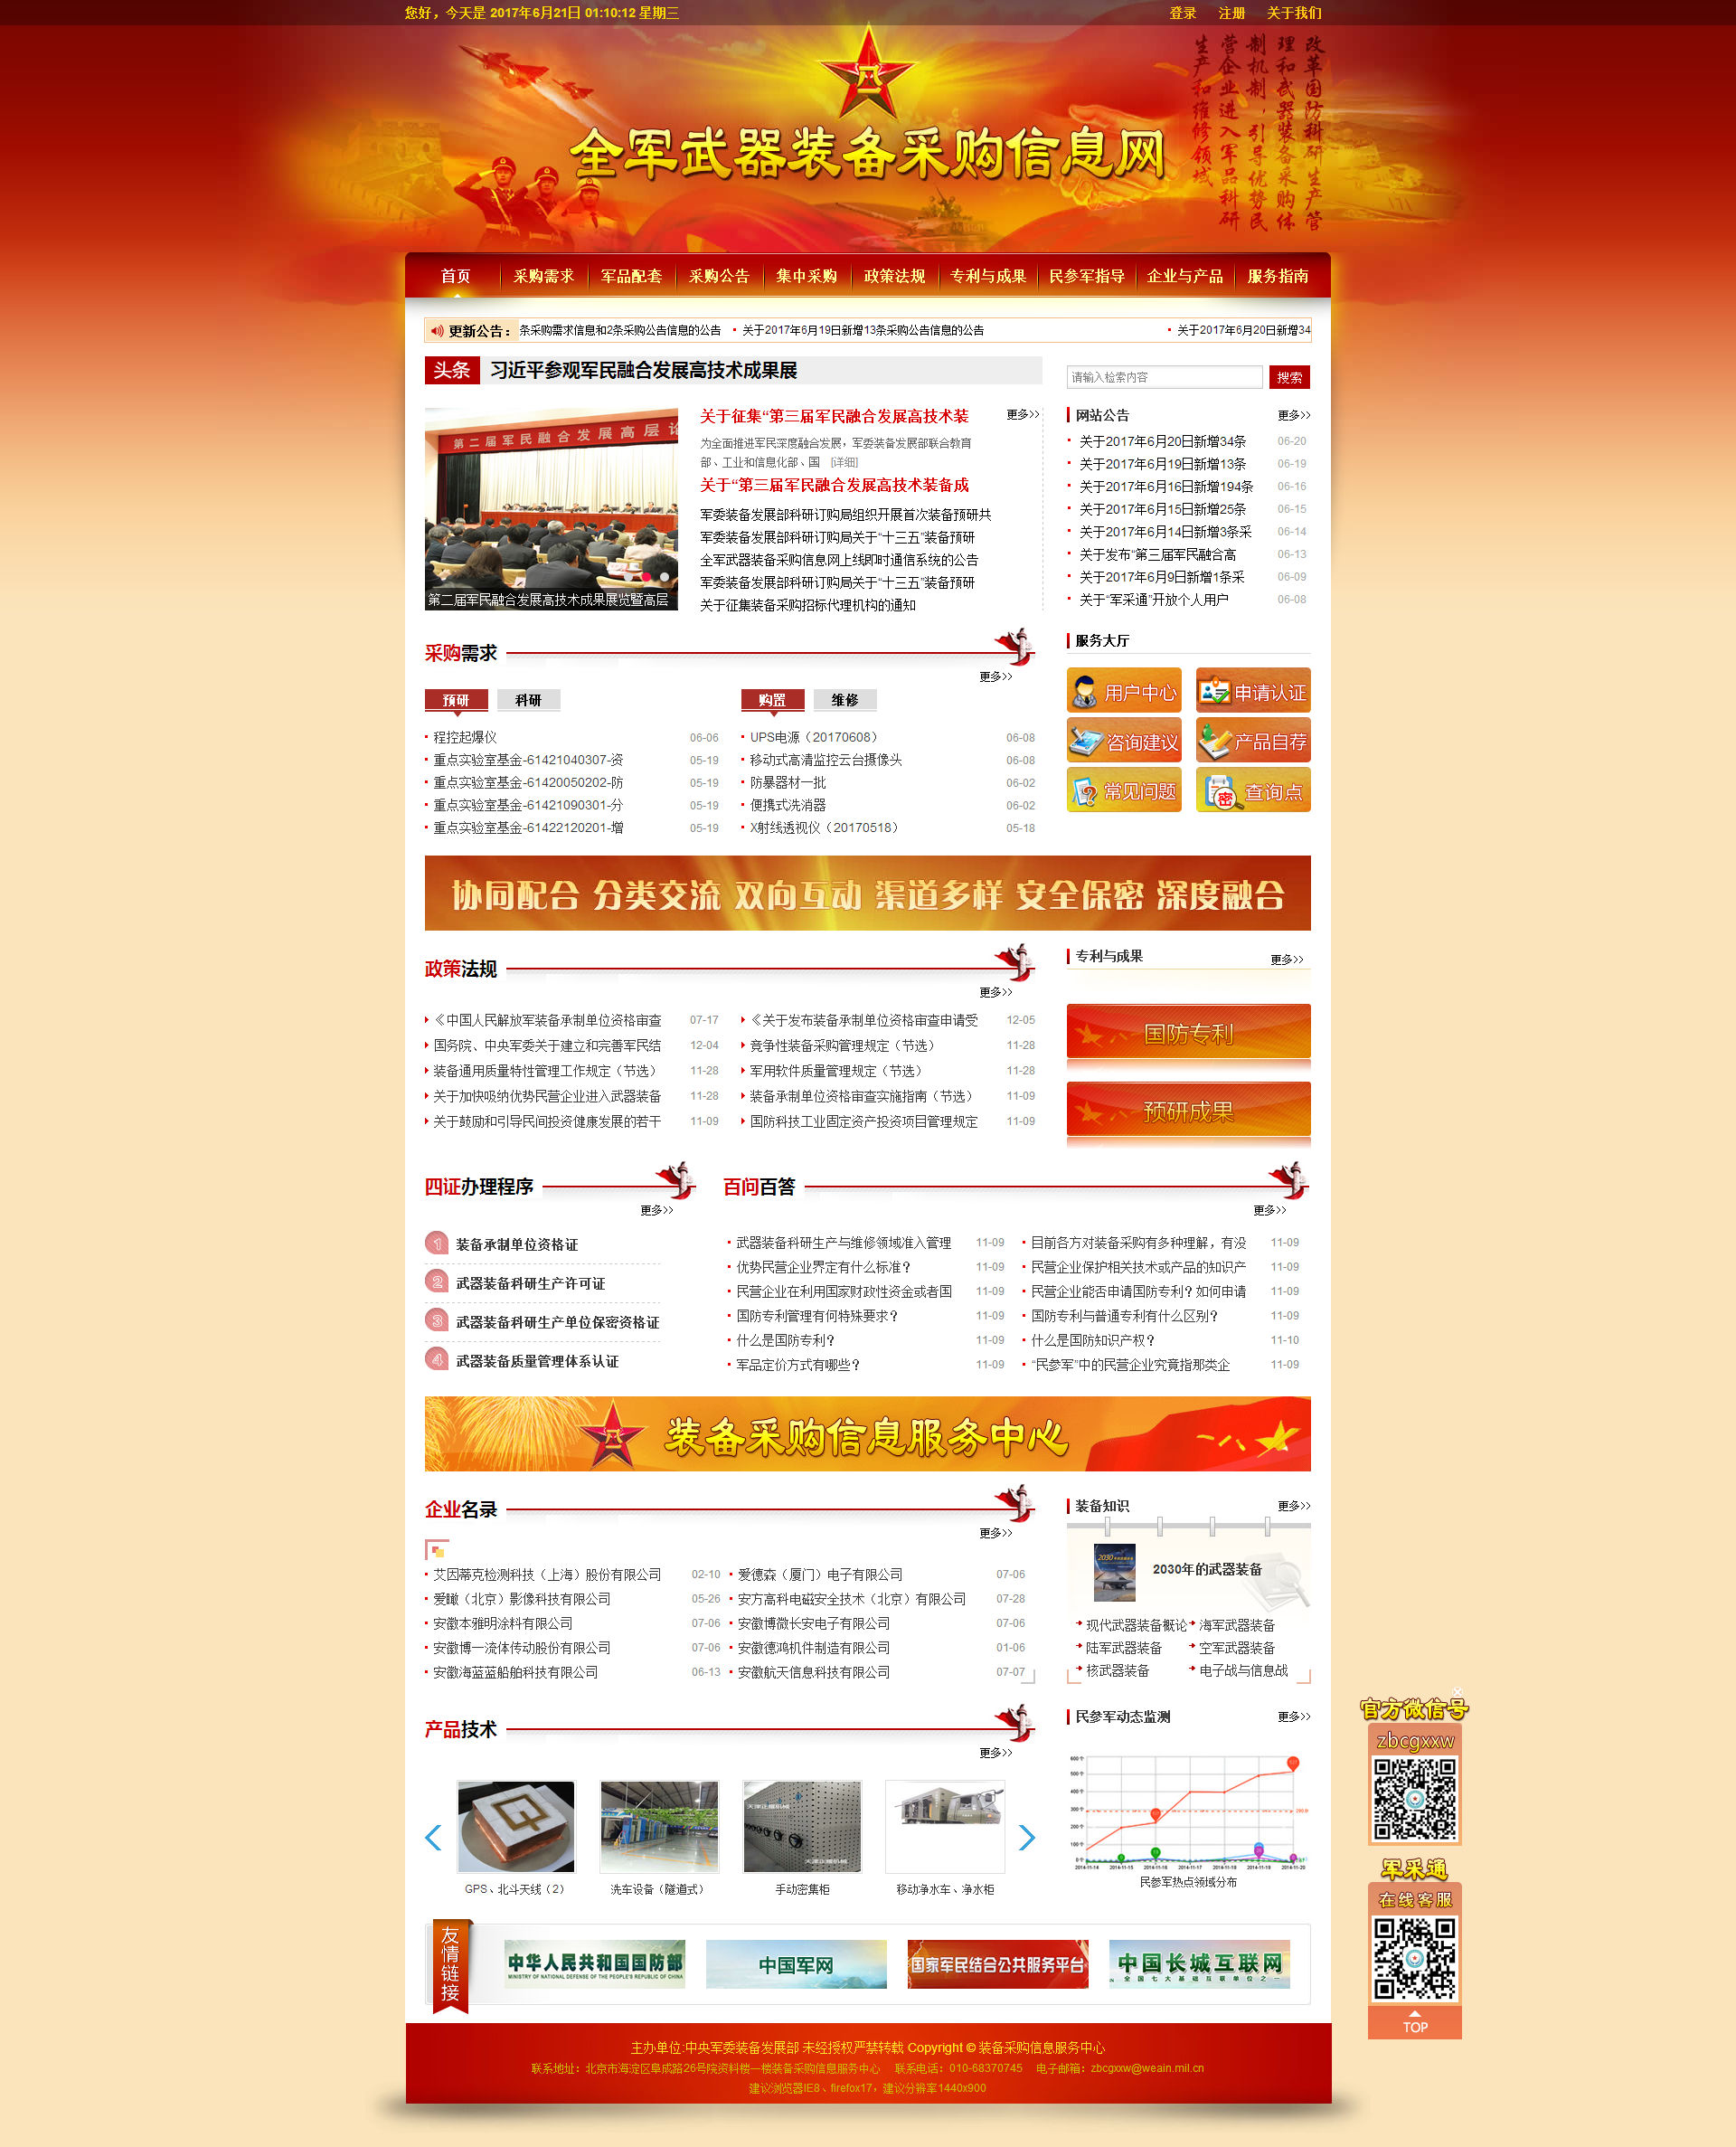 您好，今天是 2017年6月21日 01:10:12 星期三
登录 注册 关于我们
改革国防科研生产管
理和武器装备采购体
制机制，引导优势民
营企业进入军品科研
生产和维修领域
全军武器装备采购信息网
首页 采购需求 军品配套 采购公告 集中采购 政策法规 专利与成果 民参军指导 企业与产品 服务指南
更新公告： 条采购需求信息和2条采购公告信息的公告 关于2017年6月19日新增13条采购公告信息的公告 关于2017年6月20日新增34
头条 习近平参观军民融合发展高技术成果展
请输入检索内容 搜索
第二届军民融合发展高层论
第二届军民融合发展高技术成果展览暨高层
关于征集“第三届军民融合发展高技术装 更多>>
为全面推进军民深度融合发展，军委装备发展部联合教育
部、工业和信息化部、国 [详细]
关于“第三届军民融合发展高技术装备成
军委装备发展部科研订购局组织开展首次装备预研共
军委装备发展部科研订购局关于“十三五”装备预研
全军武器装备采购信息网上线即时通信系统的公告
军委装备发展部科研订购局关于“十三五”装备预研
关于征集装备采购招标代理机构的通知
网站公告 更多>>
关于2017年6月20日新增34条 06-20
关于2017年6月19日新增13条 06-19
关于2017年6月16日新增194条 06-16
关于2017年6月15日新增25条 06-15
关于2017年6月14日新增3条采 06-14
关于发布“第三届军民融合高 06-13
关于2017年6月9日新增1条采 06-09
关于“军采通”开放个人用户 06-08
采购需求
更多>>
预研 科研
程控起爆仪 06-06
重点实验室基金-61421040307-资 05-19
重点实验室基金-61420050202-防 05-19
重点实验室基金-61421090301-分 05-19
重点实验室基金-61422120201-增 05-19
购置 维修
UPS电源（20170608） 06-08
移动式高清监控云台摄像头 06-08
防暴器材一批 06-02
便携式洗消器 06-02
X射线透视仪（20170518） 05-18
服务大厅
用户中心 申请认证
咨询建议 产品自荐
常见问题 密 查询点
协同配合 分类交流 双向互动 渠道多样 安全保密 深度融合
政策法规
更多>>
《中国人民解放军装备承制单位资格审查 07-17
国务院、中央军委关于建立和完善军民结 12-04
装备通用质量特性管理工作规定（节选） 11-28
关于加快吸纳优势民营企业进入武器装备 11-28
关于鼓励和引导民间投资健康发展的若干 11-09
《关于发布装备承制单位资格审查申请受 12-05
竞争性装备采购管理规定（节选） 11-28
军用软件质量管理规定（节选） 11-28
装备承制单位资格审查实施指南（节选） 11-09
国防科技工业固定资产投资项目管理规定 11-09
专利与成果 更多>>
国防专利
预研成果
四证办理程序
更多>>
1 装备承制单位资格证
2 武器装备科研生产许可证
3 武器装备科研生产单位保密资格证
4 武器装备质量管理体系认证
百问百答
更多>>
武器装备科研生产与维修领域准入管理 11-09
优势民营企业界定有什么标准？ 11-09
民营企业在利用国家财政性资金或者国 11-09
国防专利管理有何特殊要求？ 11-09
什么是国防专利？ 11-09
军品定价方式有哪些？ 11-09
目前各方对装备采购有多种理解，有没 11-09
民营企业保护相关技术或产品的知识产 11-09
民营企业能否申请国防专利？如何申请 11-09
国防专利与普通专利有什么区别？ 11-09
什么是国防知识产权？ 11-10
“民参军”中的民营企业究竟指那类企 11-09
装备采购信息服务中心
企业名录
更多>>
艾因蒂克检测科技（上海）股份有限公司 02-10
爱瞰（北京）影像科技有限公司 05-26
安徽本雅明涂料有限公司 07-06
安徽博一流体传动股份有限公司 07-06
安徽海蓝蓝船舶科技有限公司 06-13
爱德森（厦门）电子有限公司 07-06
安方高科电磁安全技术（北京）有限公司 07-28
安徽博微长安电子有限公司 07-06
安徽德鸿机件制造有限公司 01-06
安徽航天信息科技有限公司 07-07
装备知识 更多>>
2030年的武器装备
现代武器装备概论 海军武器装备
陆军武器装备 空军武器装备
核武器装备 电子战与信息战
产品技术
更多>>
GPS、北斗天线（2） 洗车设备（隧道式） 手动密集柜 移动净水车、净水柜
民参军动态监测 更多>>
600个
500个
400个
300个
200个
100个
0个
2014-11-14 2014-11-15 2014-11-16 2014-11-17 2014-11-18 2014-11-19 2014-11-20
民参军热点领域分布
官方微信号
zbcgxxw
军采通
在线客服
TOP
友情链接
中华人民共和国国防部
MINISTRY OF NATIONAL DEFENSE OF THE PEOPLE'S REPUBLIC OF CHINA
中国军网
国家军民结合公共服务平台
中国长城互联网
全国七大基础互联单位之一
主办单位:中央军委装备发展部 未经授权严禁转载 Copyright © 装备采购信息服务中心
联系地址：北京市海淀区阜成路26号院资料楼一楼装备采购信息服务中心 联系电话：010-68370745 电子邮箱：zbcgxxw@weain.mil.cn
建议浏览器IE8、firefox17，建议分辨率1440x900